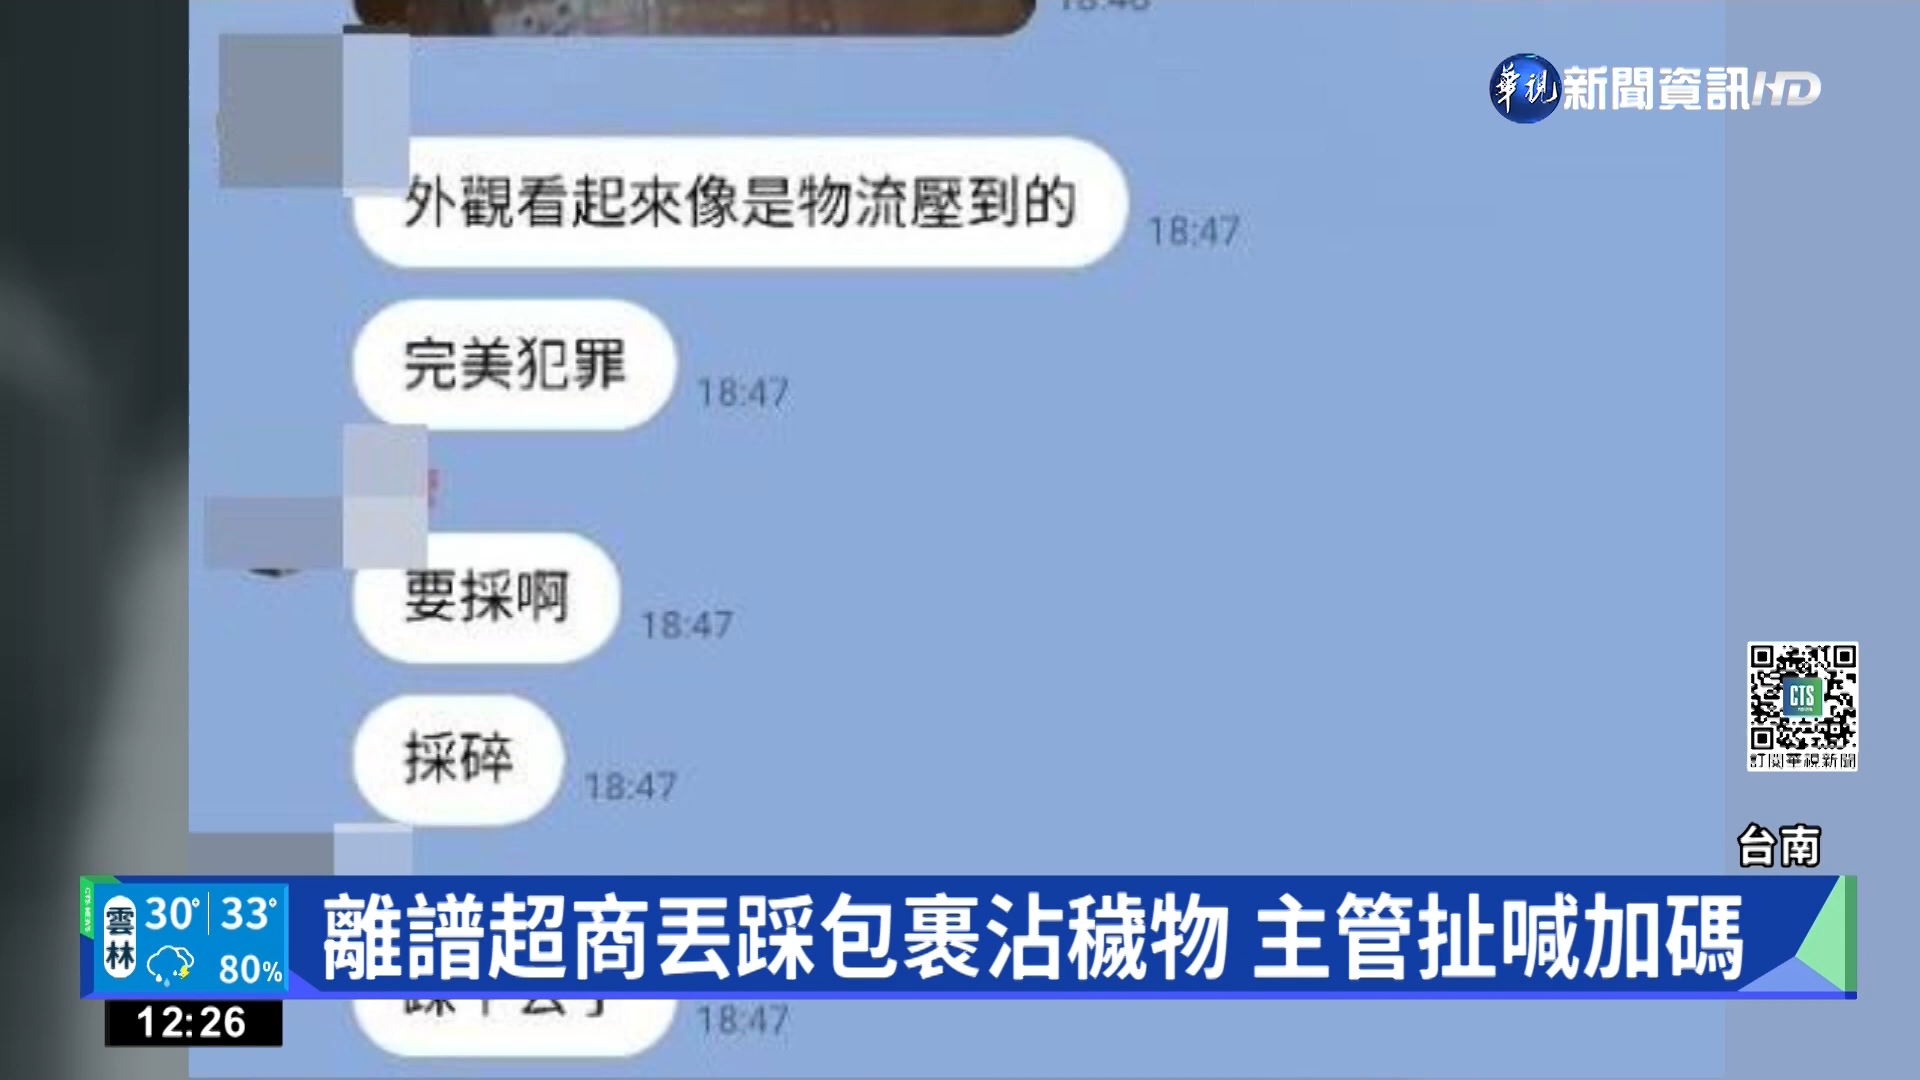 華視新聞資訊HD
外觀看起來像是物流壓到的
18:47
完美犯罪
18:47
要採啊
18:47
採碎
18:47
訂閱華視新聞
CTS
台南
雲林
30° 33°
80%
離譜超商丟踩包裹沾穢物 主管扯喊加碼
18:47
12:26